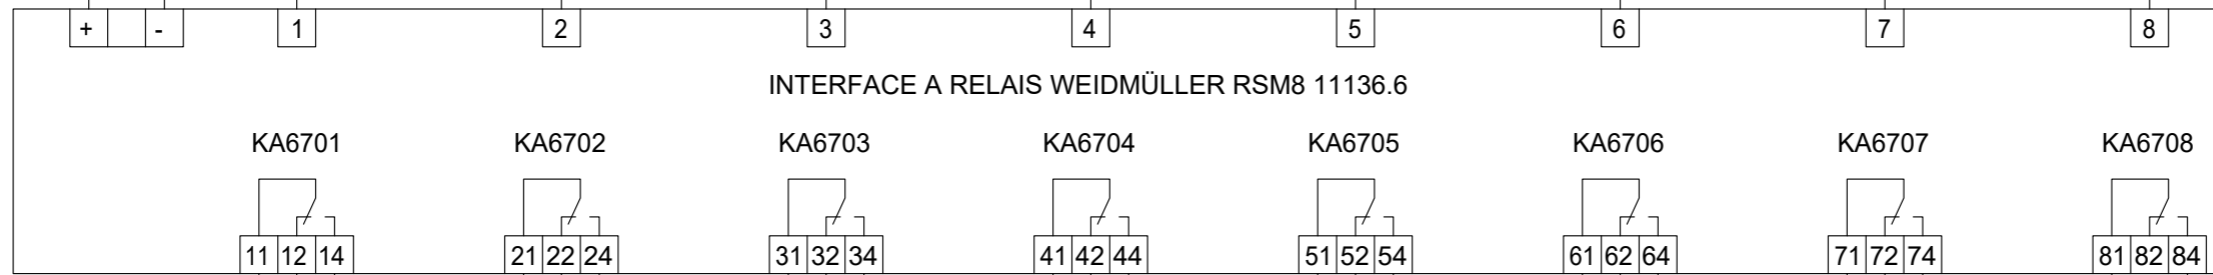 + - 1 2 3 4 5 6 7 8
INTERFACE A RELAIS WEIDMÜLLER RSM8 11136.6
KA6701 KA6702 KA6703 KA6704 KA6705 KA6706 KA6707 KA6708
11 12 14 21 22 24 31 32 34 41 42 44 51 52 54 61 62 64 71 72 74 81 82 84